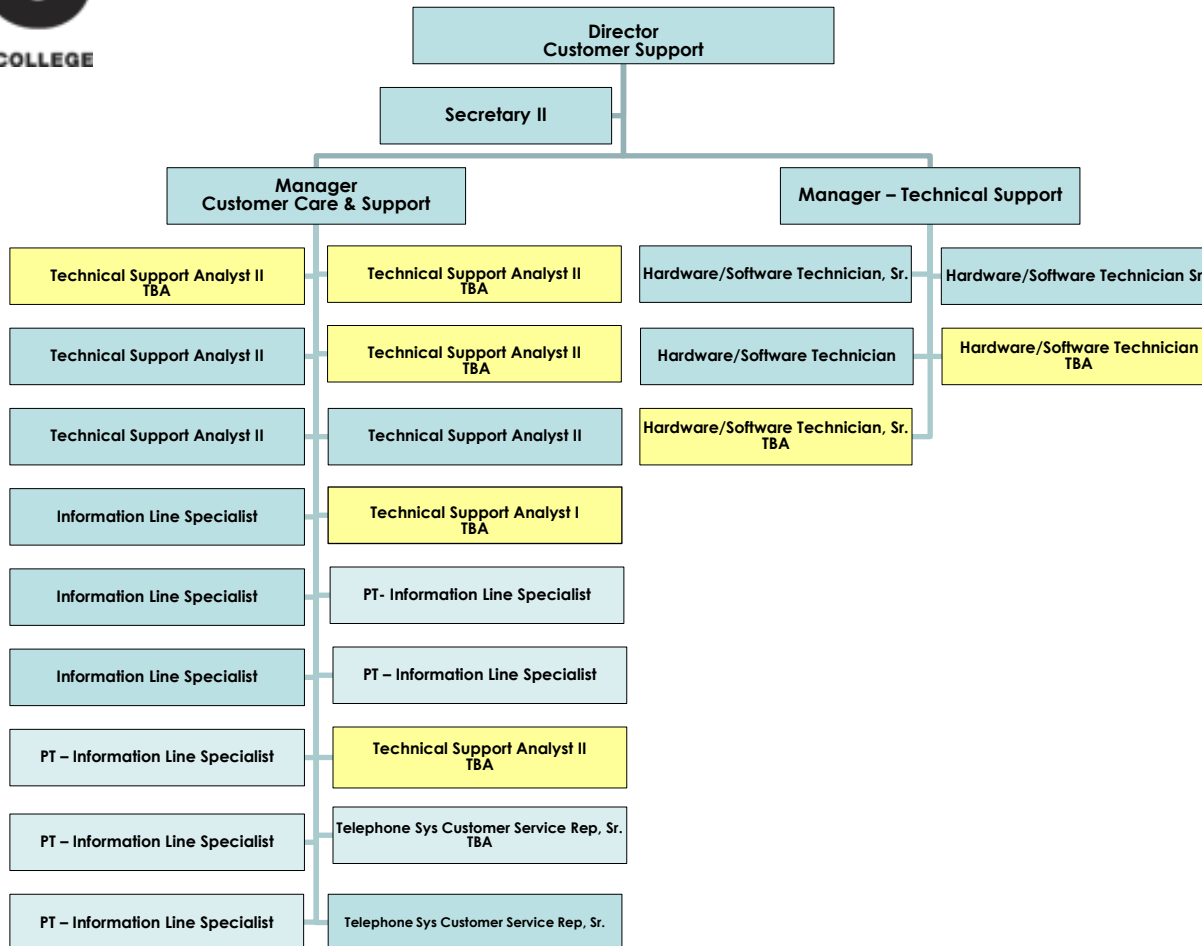 COLLEGE
Director
Customer Support
Secretary II
Manager
Customer Care & Support
Manager – Technical Support
Technical Support Analyst II
TBA
Technical Support Analyst II
TBA
Hardware/Software Technician, Sr.
Hardware/Software Technician Sr
Technical Support Analyst II
Technical Support Analyst II
TBA
Hardware/Software Technician
Hardware/Software Technician
TBA
Technical Support Analyst II
Technical Support Analyst II
Hardware/Software Technician, Sr.
TBA
Information Line Specialist
Technical Support Analyst I
TBA
Information Line Specialist
PT- Information Line Specialist
Information Line Specialist
PT – Information Line Specialist
PT – Information Line Specialist
Technical Support Analyst II
TBA
PT – Information Line Specialist
Telephone Sys Customer Service Rep, Sr.
TBA
PT – Information Line Specialist
Telephone Sys Customer Service Rep, Sr.